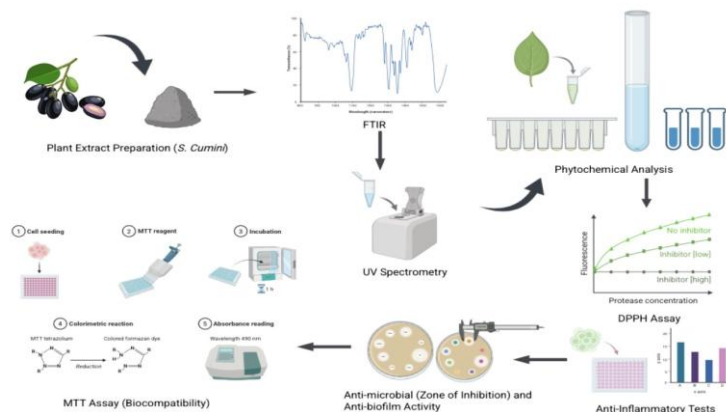 Plant Extract Preparation (S. Cumini)
FTIR
UV Spectrometry
Phytochemical Analysis
Fluorescence
No inhibitor
Inhibitor [low]
Inhibitor [high]
Protease concentration
DPPH Assay
Anti-Inflammatory Tests
Anti-microbial (Zone of Inhibition) and
Anti-biofilm Activity
1 Cell seeding
2 MTT reagent
3 Incubation
4 Colorimetric reaction
MTT tetrazolium
Colored formazan dye
Reduction
5 Absorbance reading
Wavelength 490 nm
MTT Assay (Biocompatibility)